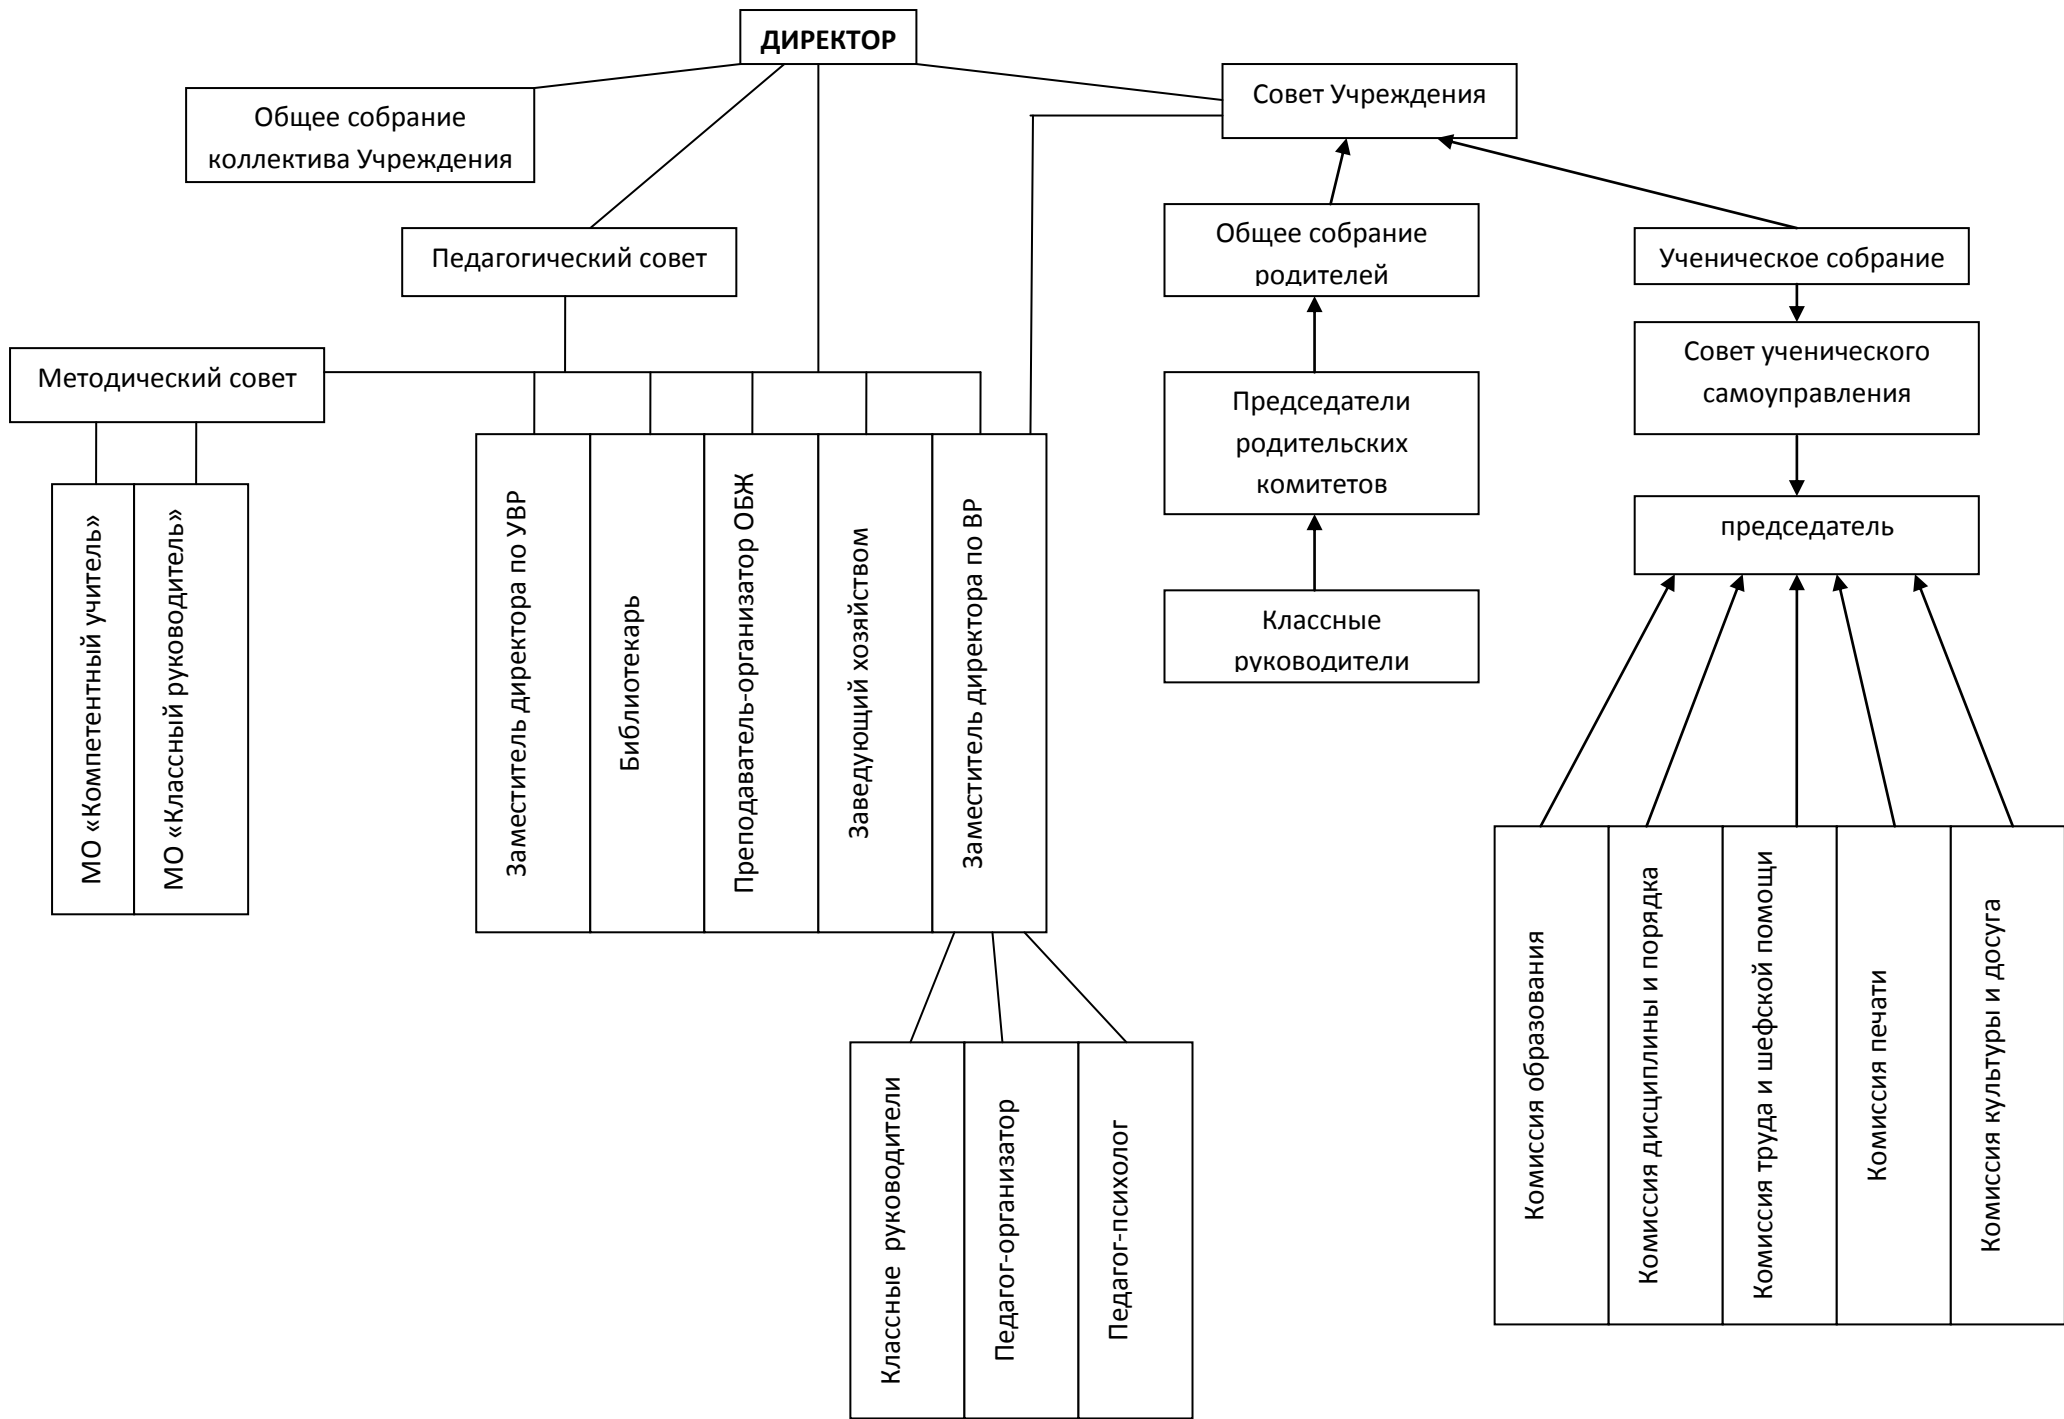 ДИРЕКТОР
Совет Учреждения
Общее собрание
коллектива Учреждения
Педагогический совет
Общее собрание
родителей
Ученическое собрание
Методический совет
Совет ученического
самоуправления
Председатели
родительских
комитетов
председатель
МО «Компетентный учитель»
МО «Классный руководитель»
Заместитель директора по УВР
Библиотекарь
Преподаватель-организатор ОБЖ
Заведующий хозяйством
Заместитель директора по ВР
Классные
руководители
Комиссия образования
Комиссия дисциплины и порядка
Комиссия труда и шефской помощи
Комиссия печати
Комиссия культуры и досуга
Классные руководители
Педагог-организатор
Педагог-психолог